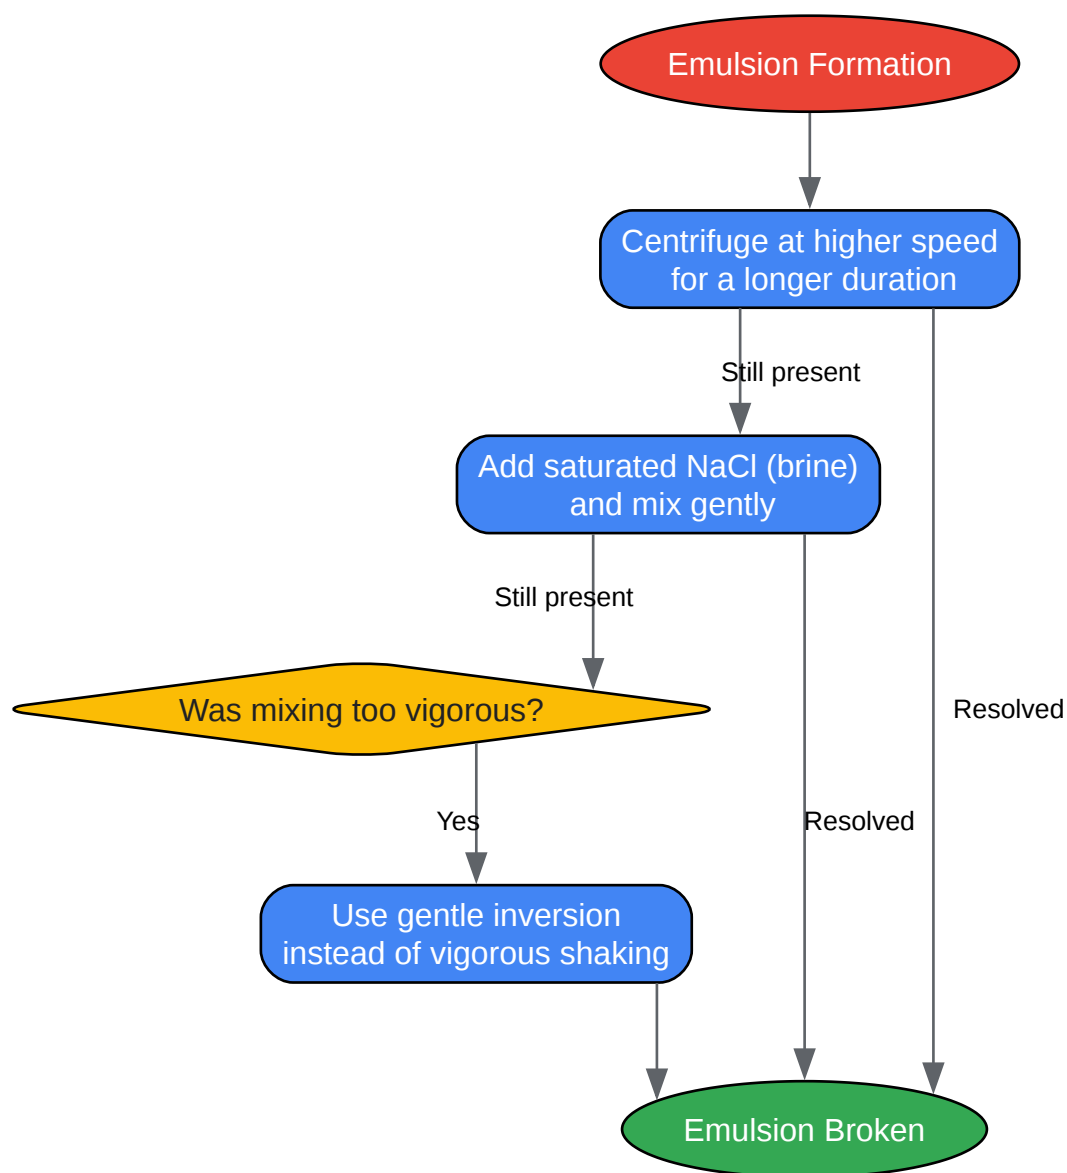 Emulsion Formation
Centrifuge at higher speed
for a longer duration
Still present
Add saturated NaCl (brine)
and mix gently
Still present
Was mixing too vigorous?
Resolved
Yes
Resolved
Use gentle inversion
instead of vigorous shaking
Emulsion Broken